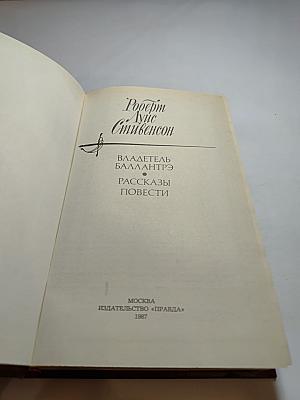 Роберт
Луис
Стивенсон
ВЛАДЕТЕЛЬ
БАЛЛАНТРЭ
•
РАССКАЗЫ
ПОВЕСТИ
МОСКВА
ИЗДАТЕЛЬСТВО «ПРАВДА»
1987